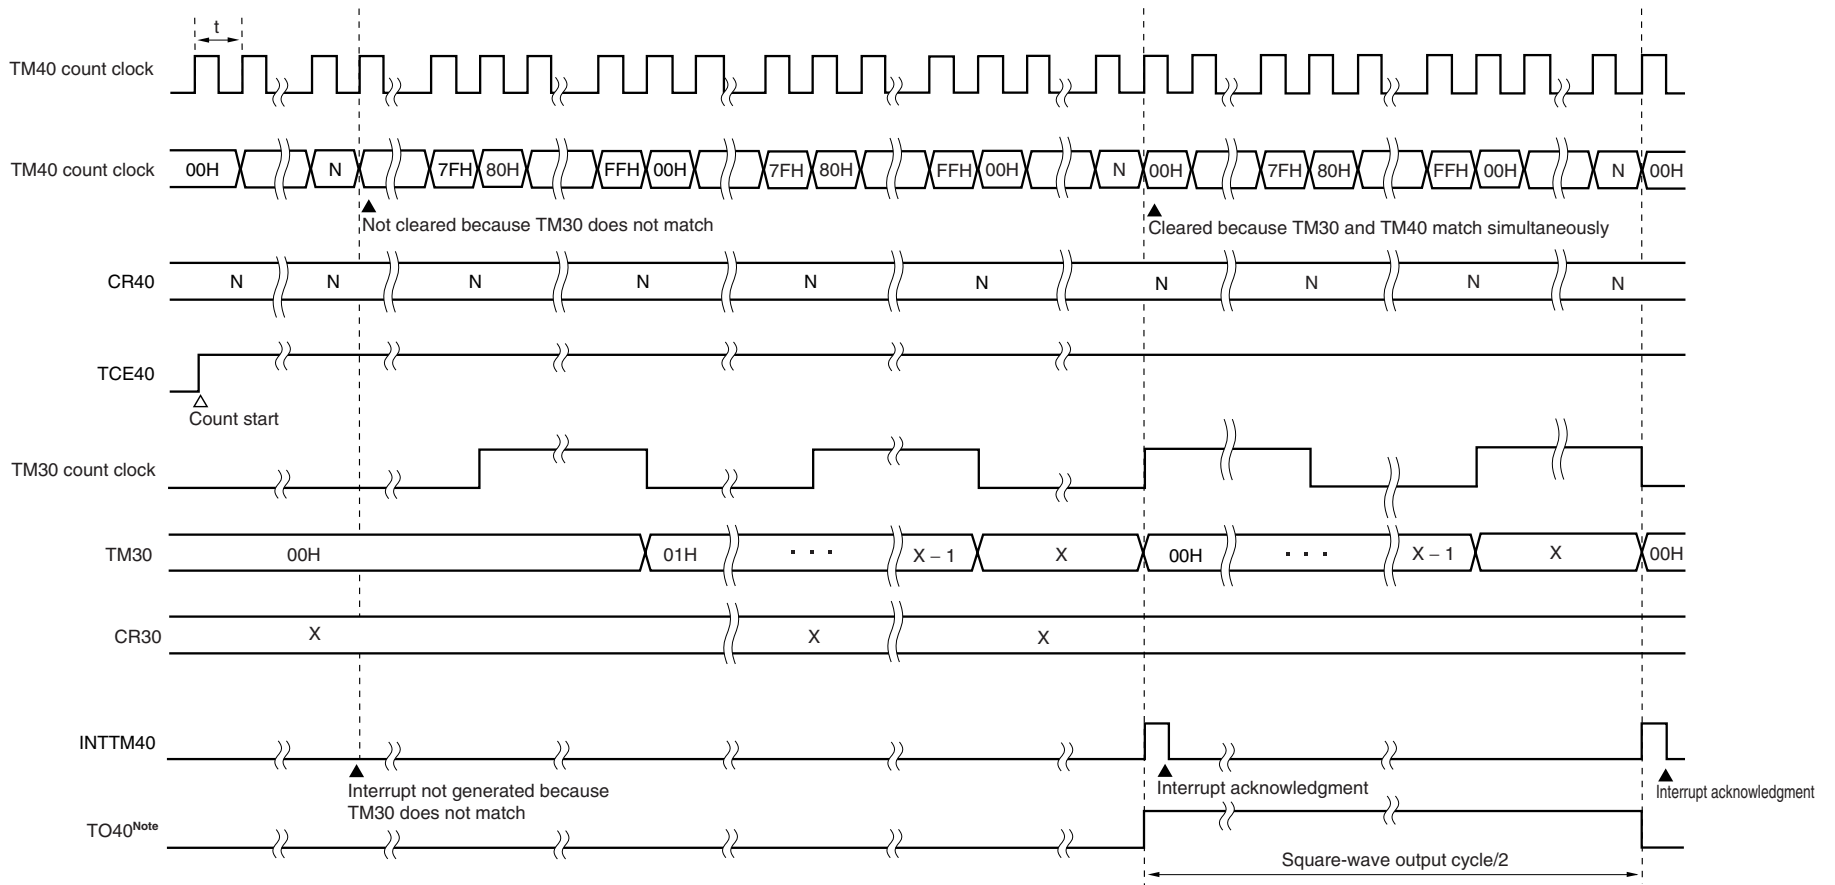 t
TM40 count clock
TM40 count clock 00H N 7FH 80H FFH 00H 7FH 80H FFH 00H N 00H 7FH 80H FFH 00H N 00H
Not cleared because TM30 does not match
Cleared because TM30 and TM40 match simultaneously
CR40 N N N N N N N N N N
TCE40
Count start
TM30 count clock
TM30 00H 01H · · · X – 1 X 00H · · · X – 1 X 00H
CR30 X X X
INTTM40
Interrupt not generated because
TM30 does not match
Interrupt acknowledgment
Interrupt acknowledgment
TO40Note
Square-wave output cycle/2